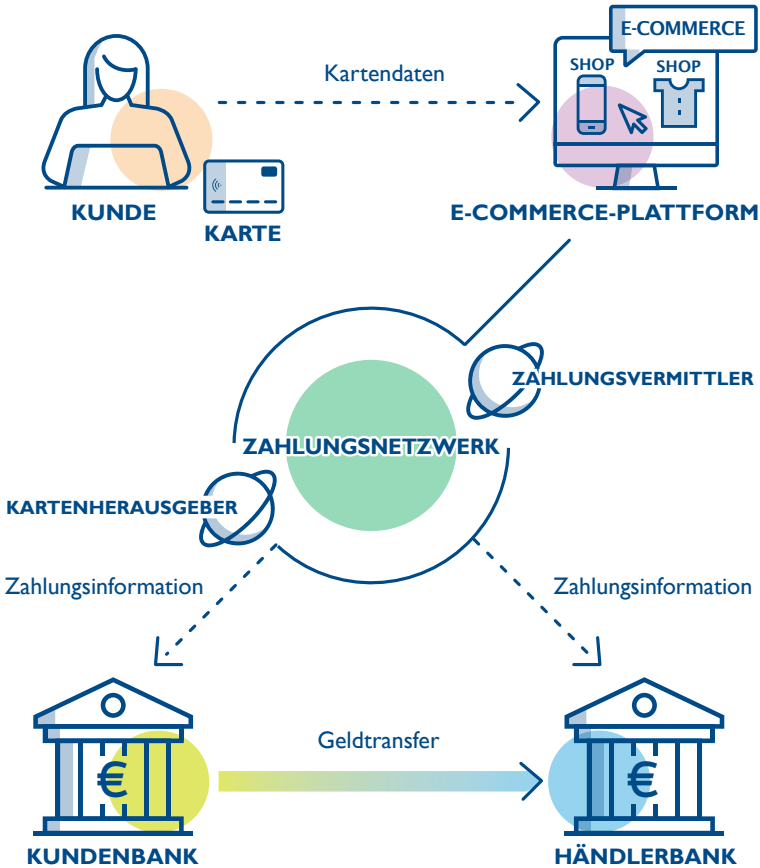 E-COMMERCE
SHOP
SHOP
Kartendaten
KUNDE
KARTE
E-COMMERCE-PLATTFORM
ZAHLUNGSVERMITTLER
ZAHLUNGSNETZWERK
KARTENHERAUSGEBER
Zahlungsinformation
Zahlungsinformation
Geldtransfer
€
€
KUNDENBANK
HÄNDLERBANK